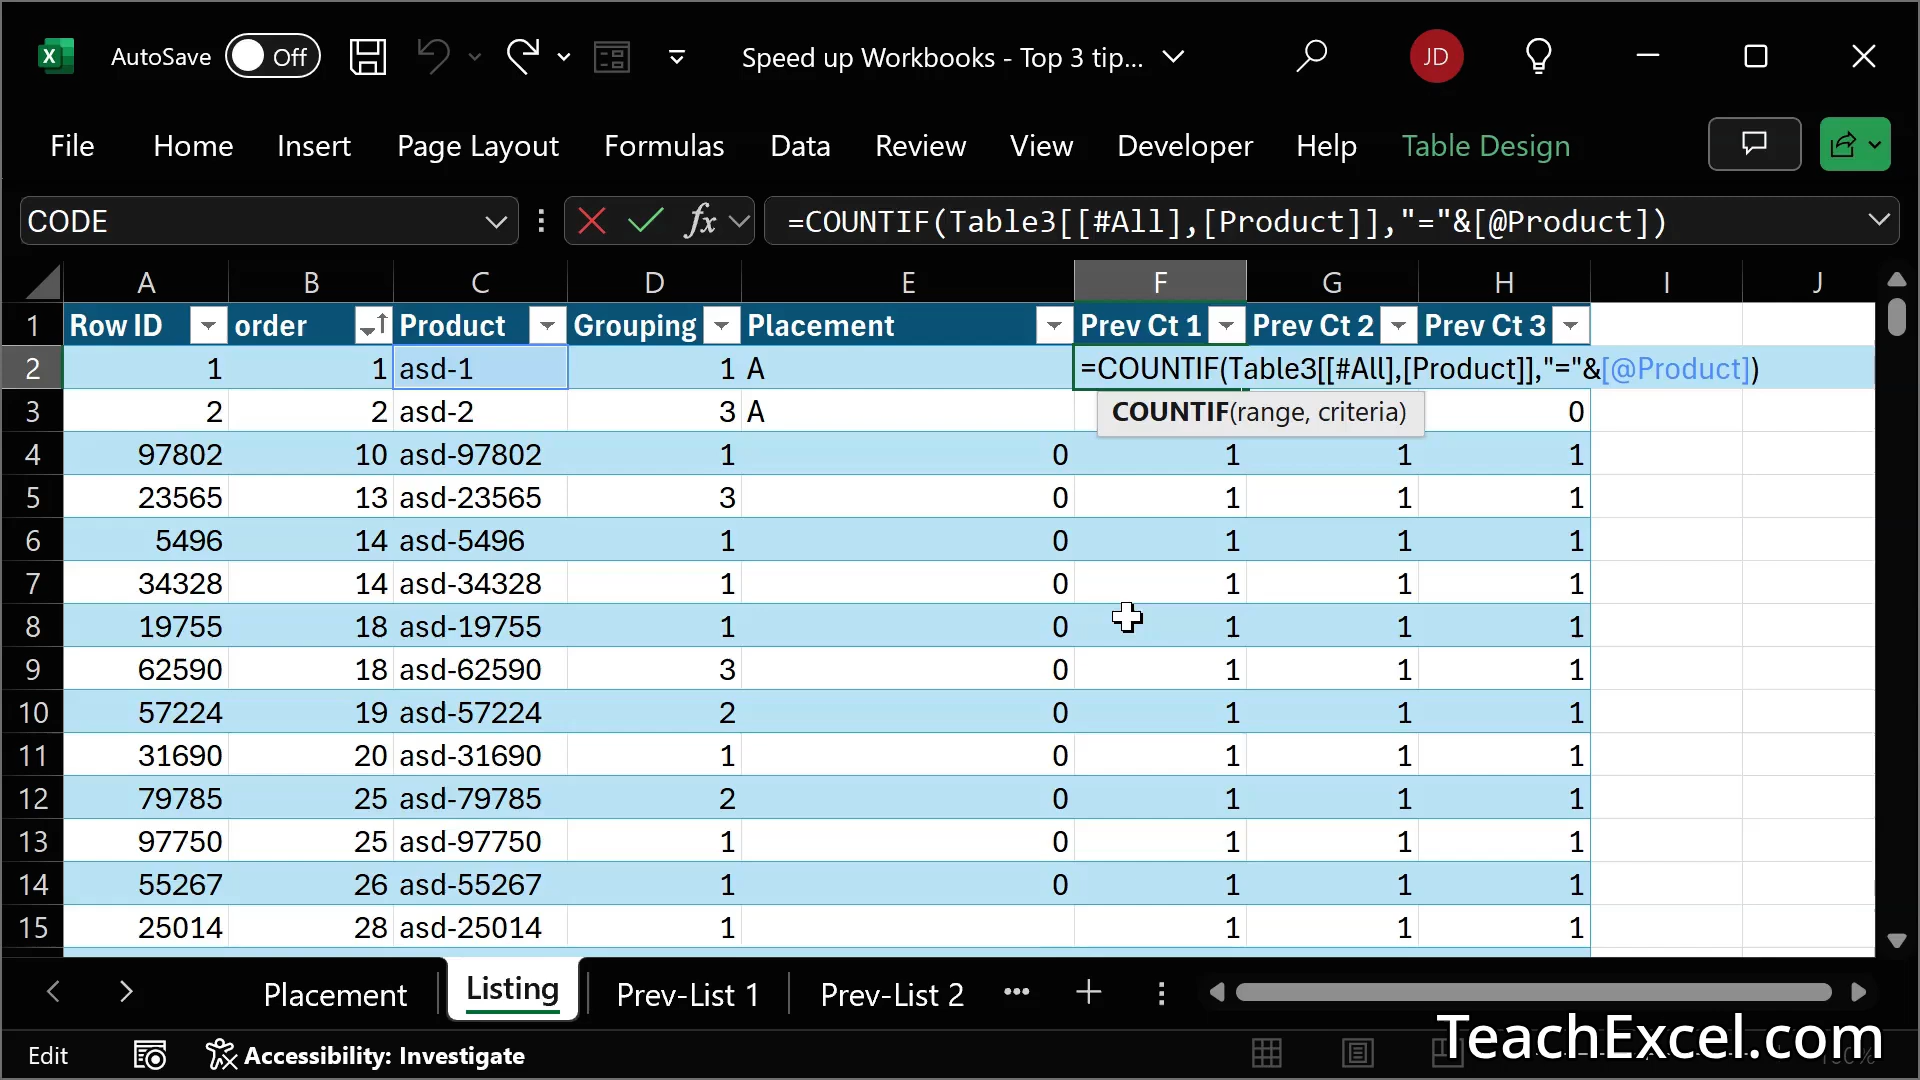 AutoSave Off Speed up Workbooks - Top 3 tip... JD
File Home Insert Page Layout Formulas Data Review View Developer Help Table Design
CODE fx =COUNTIF(Table3[[#All],[Product]],"="&[@Product])
A B C D E F G H I J
1 Row ID order Product Grouping Placement Prev Ct 1 Prev Ct 2 Prev Ct 3
2 1 1 asd-1 1 A =COUNTIF(Table3[[#All],[Product]],"="&[@Product])
3 2 2 asd-2 3 A COUNTIF(range, criteria) 0
4 97802 10 asd-97802 1 0 1 1 1
5 23565 13 asd-23565 3 0 1 1 1
6 5496 14 asd-5496 1 0 1 1 1
7 34328 14 asd-34328 1 0 1 1 1
8 19755 18 asd-19755 1 0 1 1 1
9 62590 18 asd-62590 3 0 1 1 1
10 57224 19 asd-57224 2 0 1 1 1
11 31690 20 asd-31690 1 0 1 1 1
12 79785 25 asd-79785 2 0 1 1 1
13 97750 25 asd-97750 1 0 1 1 1
14 55267 26 asd-55267 1 0 1 1 1
15 25014 28 asd-25014 1 1 1 1
Placement Listing Prev-List 1 Prev-List 2 ...
TeachExcel.com
Edit Accessibility: Investigate